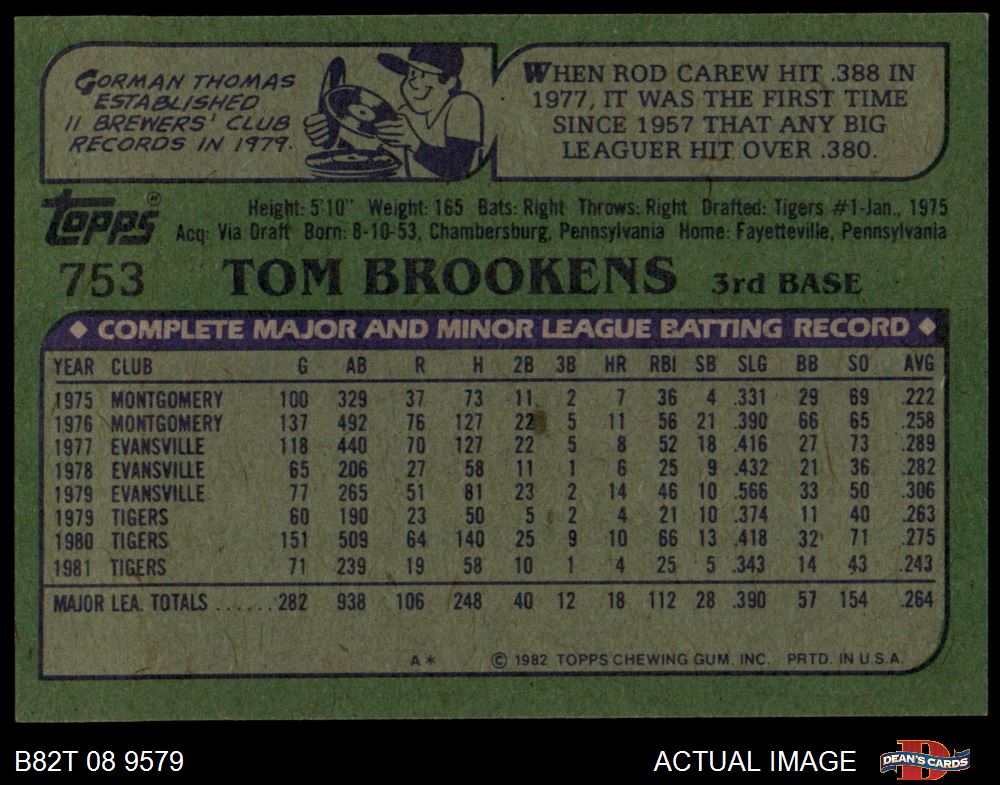 GORMAN THOMAS
ESTABLISHED
11 BREWERS' CLUB
RECORDS IN 1979.
WHEN ROD CAREW HIT .388 IN
1977, IT WAS THE FIRST TIME
SINCE 1957 THAT ANY BIG
LEAGUER HIT OVER .380.
topps®
Height: 5'10" Weight: 165 Bats: Right Throws: Right Drafted: Tigers #1-Jan., 1975
Acq: Via Draft Born: 8-10-53, Chambersburg, Pennsylvania Home: Fayetteville, Pennsylvania
753 TOM BROOKENS 3rd BASE
◆ COMPLETE MAJOR AND MINOR LEAGUE BATTING RECORD ◆
YEAR CLUB G AB R H 2B 3B HR RBI SB SLG BB SO AVG
1975 MONTGOMERY 100 329 37 73 11 2 7 36 4 .331 29 69 .222
1976 MONTGOMERY 137 492 76 127 22 5 11 56 21 .390 66 65 .258
1977 EVANSVILLE 118 440 70 127 22 5 8 52 18 .416 27 73 .289
1978 EVANSVILLE 65 206 27 58 11 1 6 25 9 .432 21 36 .282
1979 EVANSVILLE 77 265 51 81 23 2 14 46 10 .566 33 50 .306
1979 TIGERS 60 190 23 50 5 2 4 21 10 .374 11 40 .263
1980 TIGERS 151 509 64 140 25 9 10 66 13 .418 32 71 .275
1981 TIGERS 71 239 19 58 10 1 4 25 5 .343 14 43 .243
MAJOR LEA. TOTALS ...... 282 938 106 248 40 12 18 112 28 .390 57 154 .264
A* © 1982 TOPPS CHEWING GUM, INC. PRTD. IN U.S.A.
B82T 08 9579 ACTUAL IMAGE DEAN'S CARDS